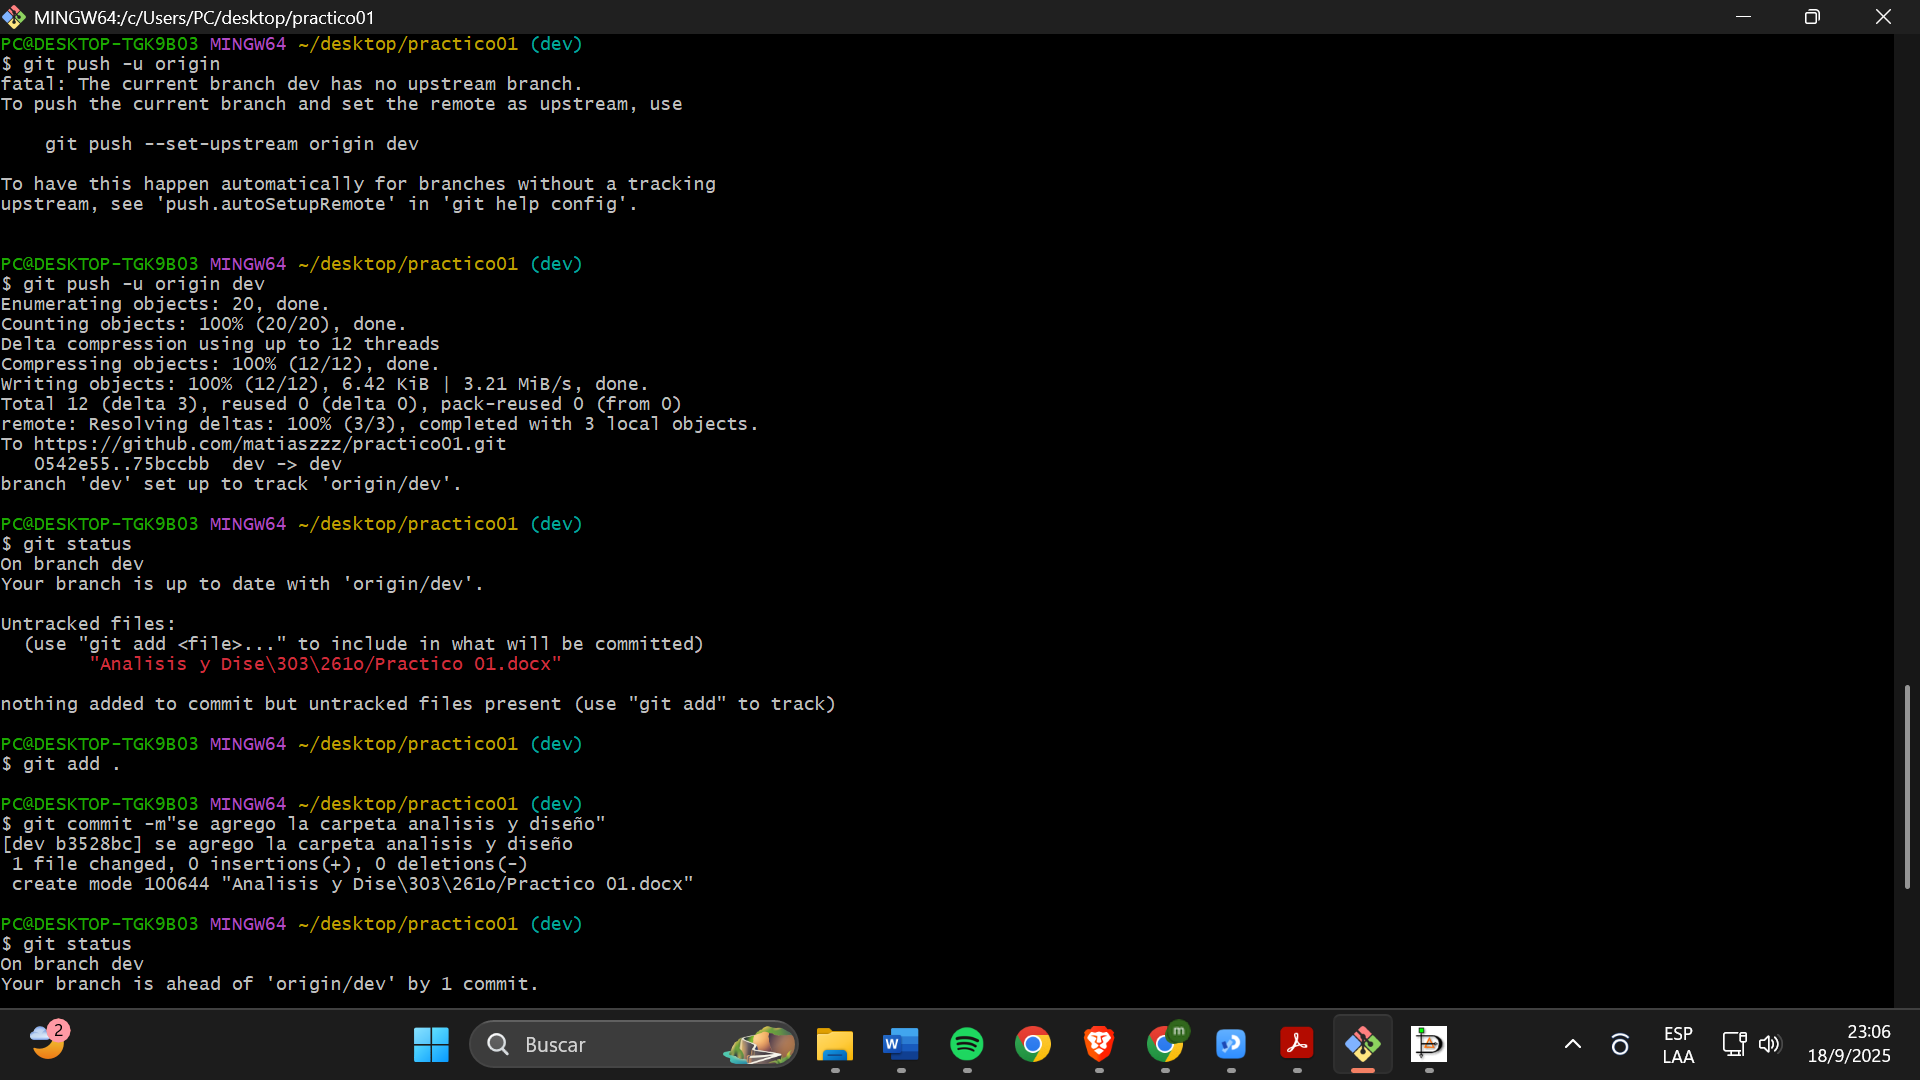 MINGW64:/c/Users/PC/desktop/practico01
PC@DESKTOP-TGK9BO3 MINGW64 ~/desktop/practico01 (dev)
$ git push -u origin
fatal: The current branch dev has no upstream branch.
To push the current branch and set the remote as upstream, use
    git push --set-upstream origin dev
To have this happen automatically for branches without a tracking
upstream, see 'push.autoSetupRemote' in 'git help config'.
PC@DESKTOP-TGK9BO3 MINGW64 ~/desktop/practico01 (dev)
$ git push -u origin dev
Enumerating objects: 20, done.
Counting objects: 100% (20/20), done.
Delta compression using up to 12 threads
Compressing objects: 100% (12/12), done.
Writing objects: 100% (12/12), 6.42 KiB | 3.21 MiB/s, done.
Total 12 (delta 3), reused 0 (delta 0), pack-reused 0 (from 0)
remote: Resolving deltas: 100% (3/3), completed with 3 local objects.
To https://github.com/matiaszzz/practico01.git
   0542e55..75bccbb  dev -> dev
branch 'dev' set up to track 'origin/dev'.
PC@DESKTOP-TGK9BO3 MINGW64 ~/desktop/practico01 (dev)
$ git status
On branch dev
Your branch is up to date with 'origin/dev'.
Untracked files:
  (use "git add <file>..." to include in what will be committed)
        "Analisis y Dise\303\261o/Practico 01.docx"
nothing added to commit but untracked files present (use "git add" to track)
PC@DESKTOP-TGK9BO3 MINGW64 ~/desktop/practico01 (dev)
$ git add .
PC@DESKTOP-TGK9BO3 MINGW64 ~/desktop/practico01 (dev)
$ git commit -m"se agrego la carpeta analisis y diseño"
[dev b3528bc] se agrego la carpeta analisis y diseño
 1 file changed, 0 insertions(+), 0 deletions(-)
 create mode 100644 "Analisis y Dise\303\261o/Practico 01.docx"
PC@DESKTOP-TGK9BO3 MINGW64 ~/desktop/practico01 (dev)
$ git status
On branch dev
Your branch is ahead of 'origin/dev' by 1 commit.
2
Buscar
W
m
ESP
LAA
23:06
18/9/2025